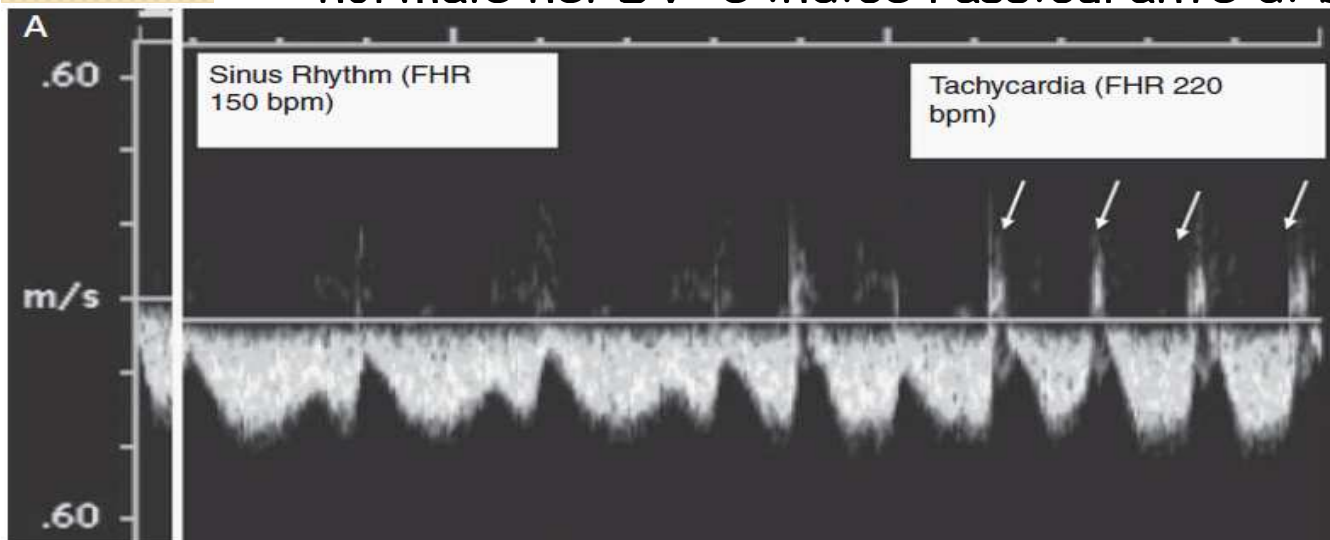 A
.60
Sinus Rhythm (FHR
150 bpm)
Tachycardia (FHR 220
bpm)
m/s
.60